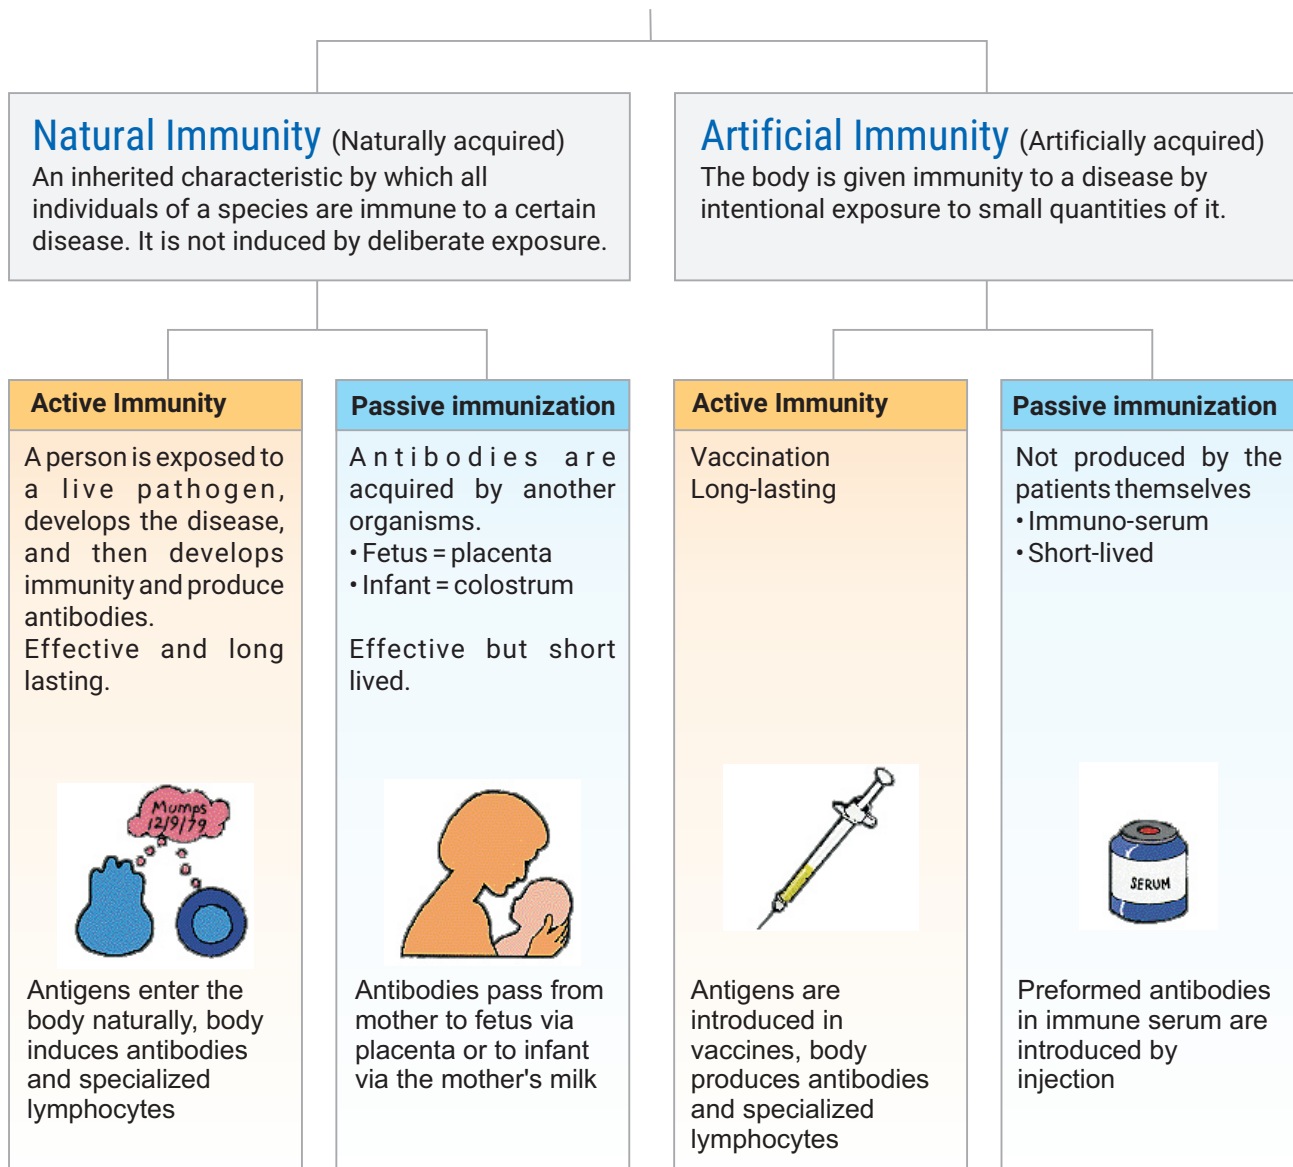 Natural Immunity (Naturally acquired)
An inherited characteristic by which all
individuals of a species are immune to a certain
disease. It is not induced by deliberate exposure.
Artificial Immunity (Artificially acquired)
The body is given immunity to a disease by
intentional exposure to small quantities of it.
Active Immunity
A person is exposed to
a live pathogen,
develops the disease,
and then develops
immunity and produce
antibodies.
Effective and long
lasting.
Mumps
12/9/79
Antigens enter the
body naturally, body
induces antibodies
and specialized
lymphocytes
Passive immunization
Antibodies are
acquired by another
organisms.
• Fetus = placenta
• Infant = colostrum
Effective but short
lived.
Antibodies pass from
mother to fetus via
placenta or to infant
via the mother's milk
Active Immunity
Vaccination
Long-lasting
Antigens are
introduced in
vaccines, body
produces antibodies
and specialized
lymphocytes
Passive immunization
Not produced by the
patients themselves
• Immuno-serum
• Short-lived
SERUM
Preformed antibodies
in immune serum are
introduced by
injection